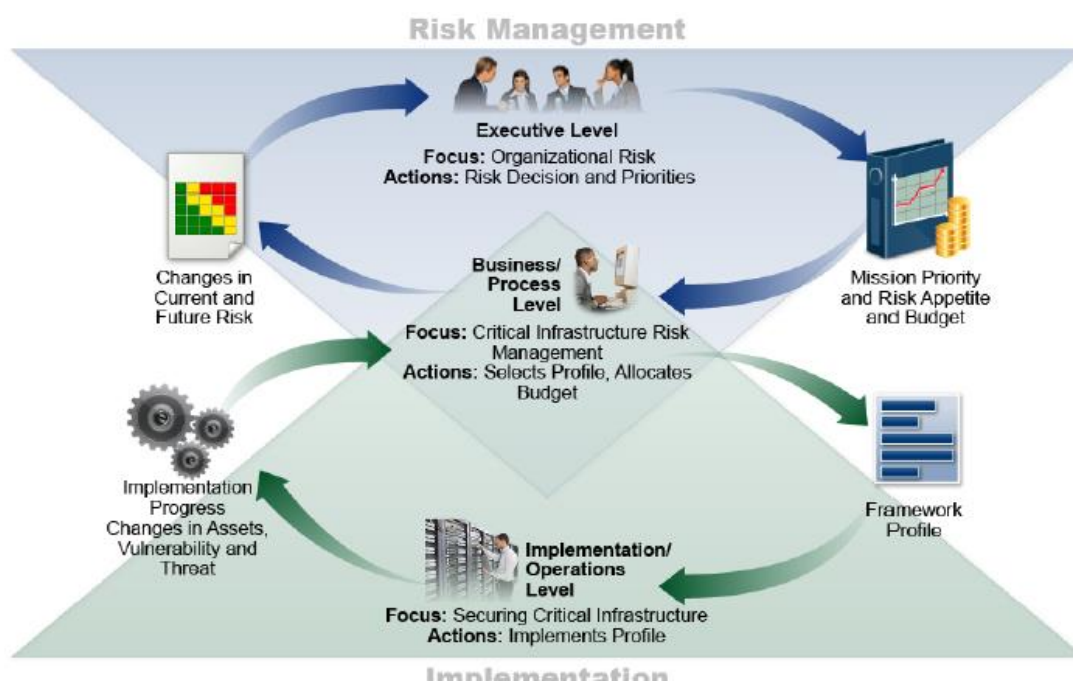 Risk Management
Executive Level
Focus: Organizational Risk
Actions: Risk Decision and Priorities
Changes in
Current and
Future Risk
Mission Priority
and Risk Appetite
and Budget
Business/
Process
Level
Focus: Critical Infrastructure Risk
Management
Actions: Selects Profile, Allocates
Budget
Implementation
Progress
Changes in Assets,
Vulnerability and
Threat
Framework
Profile
Implementation/
Operations
Level
Focus: Securing Critical Infrastructure
Actions: Implements Profile
Implementation